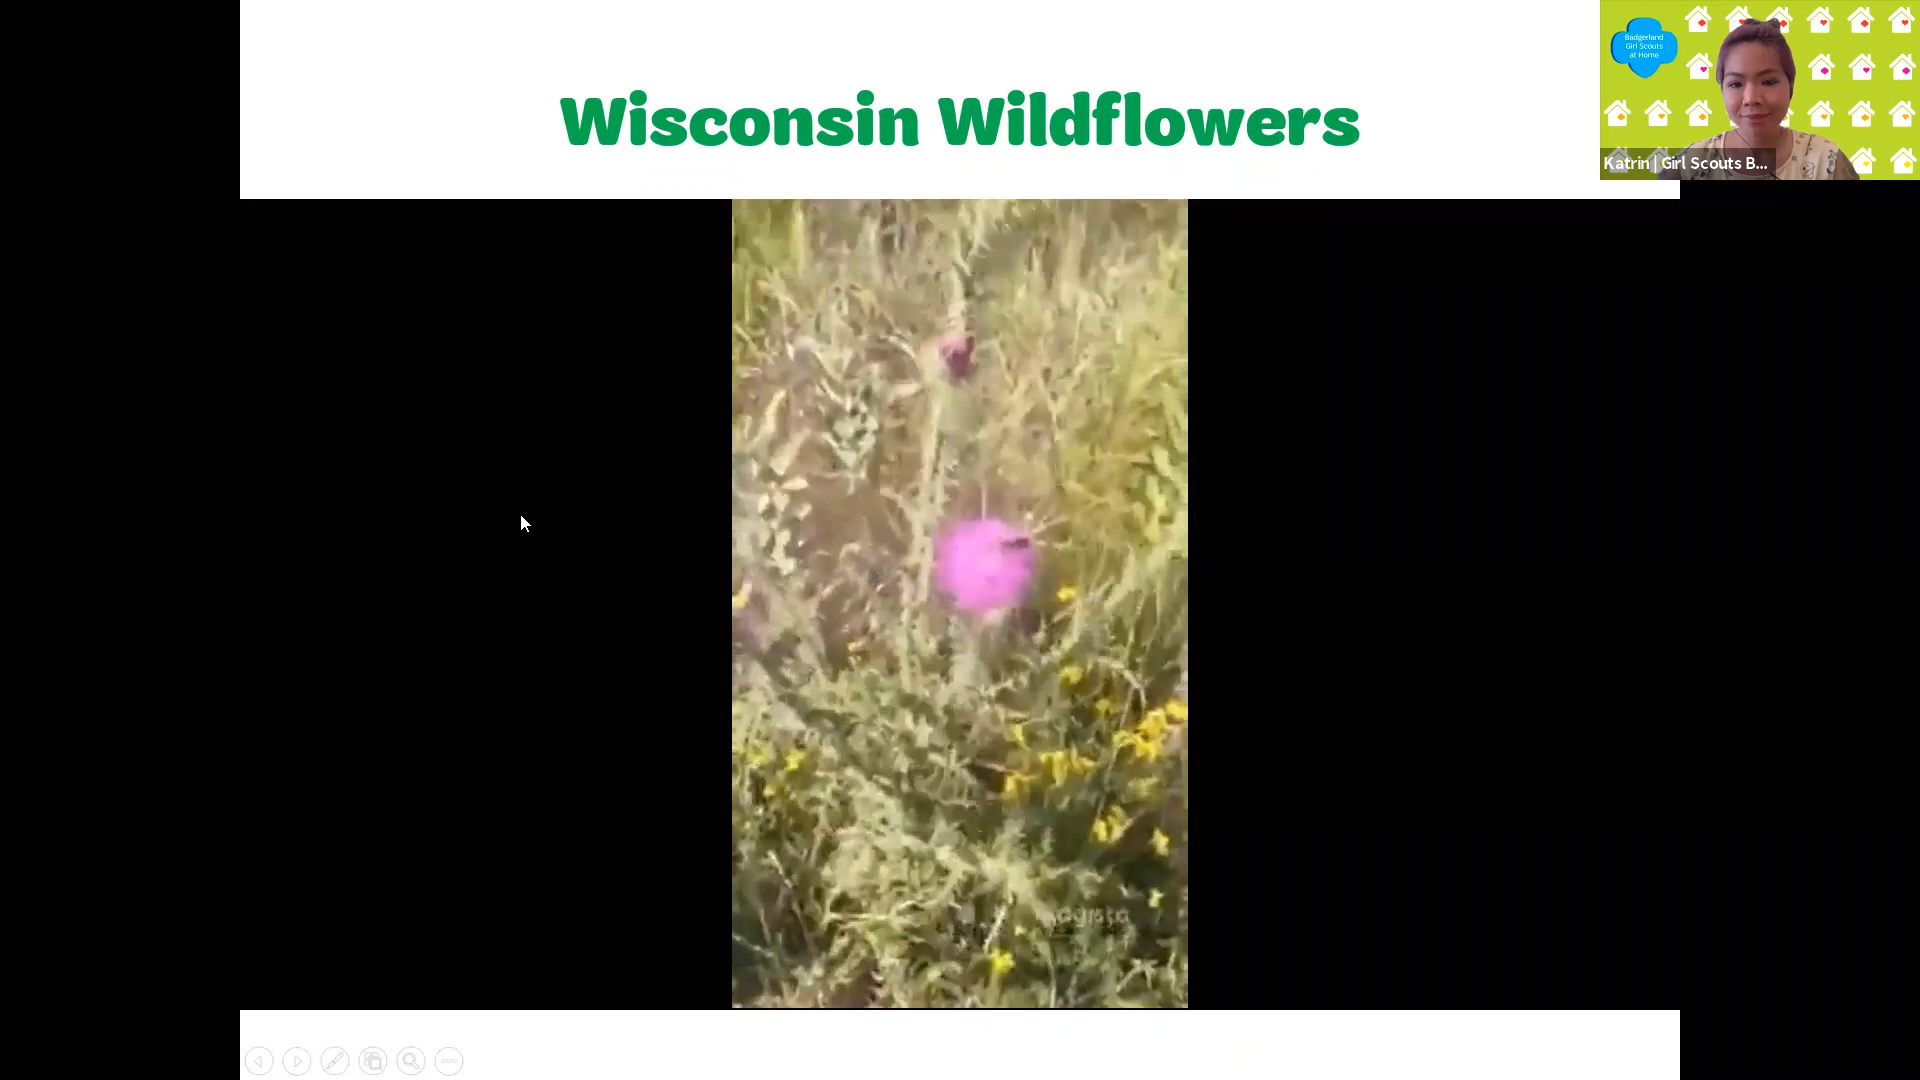 Wisconsin Wildflowers
Badgerland
Girl Scouts
at Home
Katrin | Girl Scouts B...